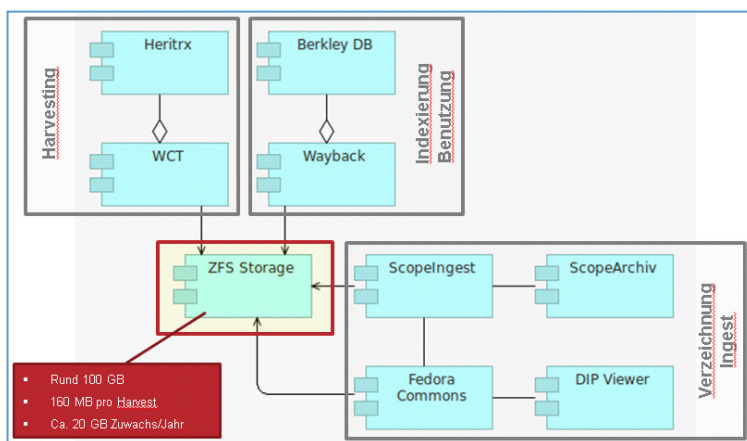 Harvesting
Heritrx
WCT
Berkley DB
Wayback
Indexierung
Benutzung
ZFS Storage
ScopeIngest
ScopeArchiv
Fedora
Commons
DIP Viewer
Verzeichnung
Ingest
Rund 100 GB
160 MB pro Harvest
Ca. 20 GB Zuwachs/Jahr